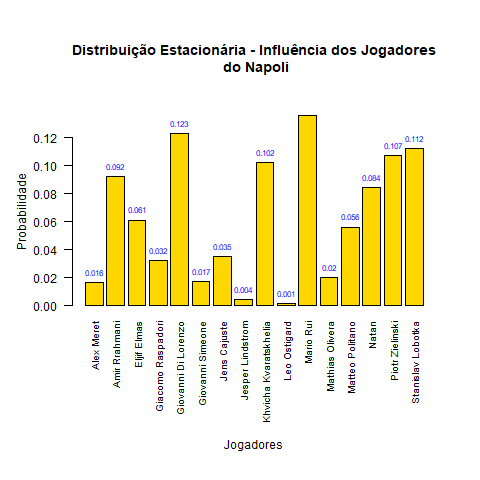 Distribuição Estacionária - Influência dos Jogadores
do Napoli
Probabilidade
0.12
0.10
0.08
0.06
0.04
0.02
0.00
0.016
0.092
0.061
0.032
0.123
0.017
0.035
0.004
0.102
0.001
0.02
0.056
0.084
0.107
0.112
Alex Meret
Amir Rrahmani
Eljif Elmas
Giacomo Raspadori
Giovanni Di Lorenzo
Giovanni Simeone
Jens Cajuste
Jesper Lindstrom
Khvicha Kvaratskhelia
Leo Ostigard
Mario Rui
Mathias Olivera
Matteo Politano
Natan
Piotr Zielinski
Stanislav Lobotka
Jogadores